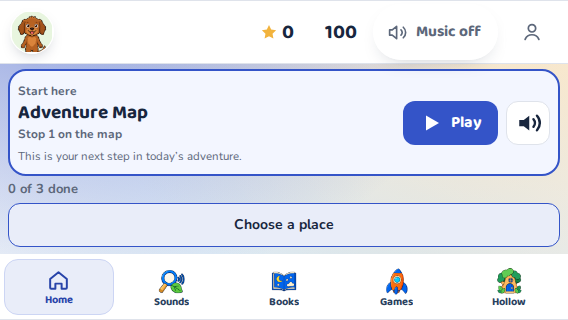 0
100
Music off
Start here
Adventure Map
Stop 1 on the map
This is your next step in today's adventure.
Play
0 of 3 done
Choose a place
Home
Sounds
Books
Games
Hollow